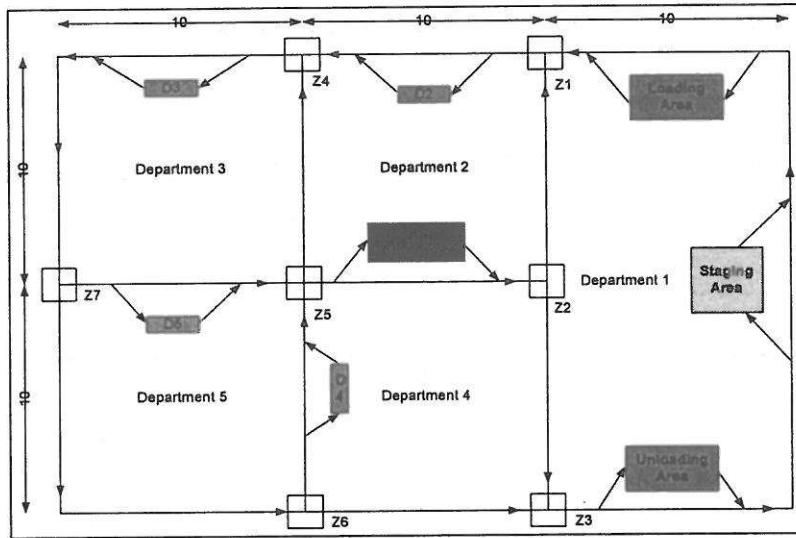 10
10
10
Z4
Z1
D3
D2
Loading
Area
10
Department 3
Department 2
Department 1
Staging
Area
Z7
Z5
Z2
D5
10
D
4
Department 5
Department 4
Unloading
Area
Z6
Z3